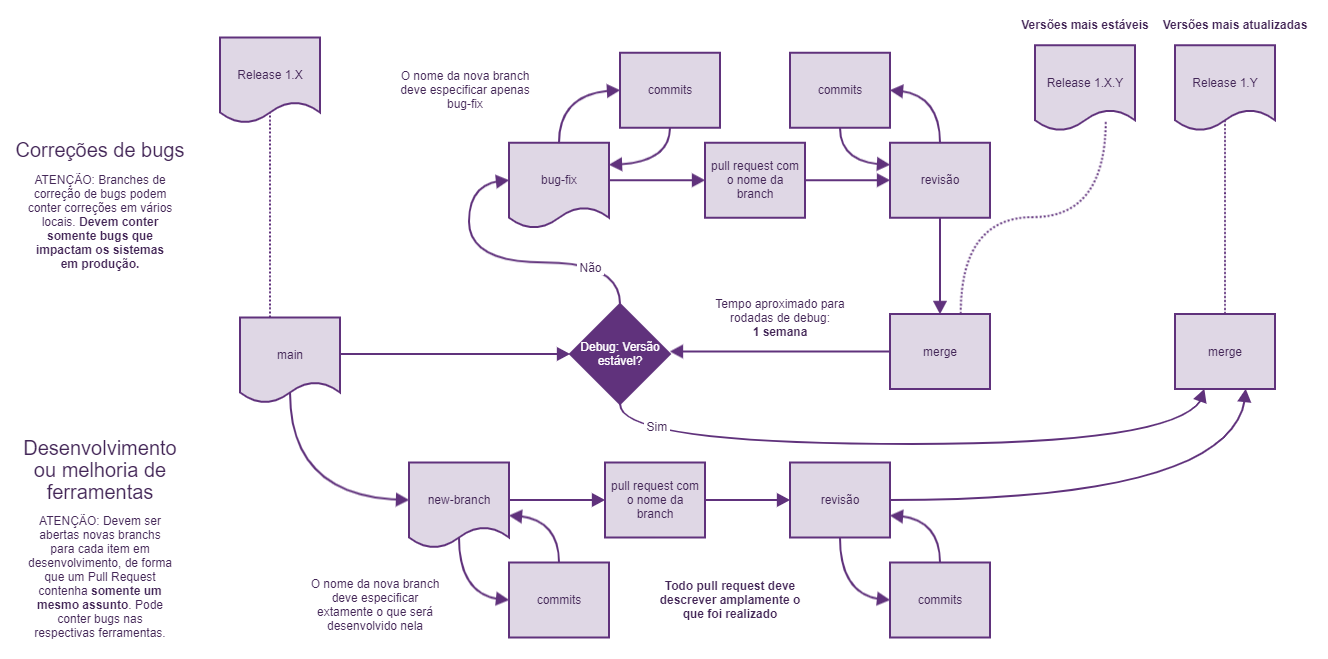 Versões mais estáveis
Versões mais atualizadas
Release 1.X
Release 1.X.Y
Release 1.Y
O nome da nova branch
deve especificar apenas
bug-fix
commits
commits
Correções de bugs
ATENÇÃO: Branches de
correção de bugs podem
conter correções em vários
locais. Devem conter
somente bugs que
impactam os sistemas
em produção.
bug-fix
pull request com
o nome da
branch
revisão
Não
Tempo aproximado para
rodadas de debug:
1 semana
main
Debug: Versão
estável?
merge
merge
Sim
Desenvolvimento
ou melhoria de
ferramentas
ATENÇÃO: Devem ser
abertas novas branchs
para cada item em
desenvolvimento, de forma
que um Pull Request
contenha somente um
mesmo assunto. Pode
conter bugs nas
respectivas ferramentas.
new-branch
pull request com
o nome da
branch
revisão
O nome da nova branch
deve especificar
extamente o que será
desenvolvido nela
commits
Todo pull request deve
descrever amplamente o
que foi realizado
commits